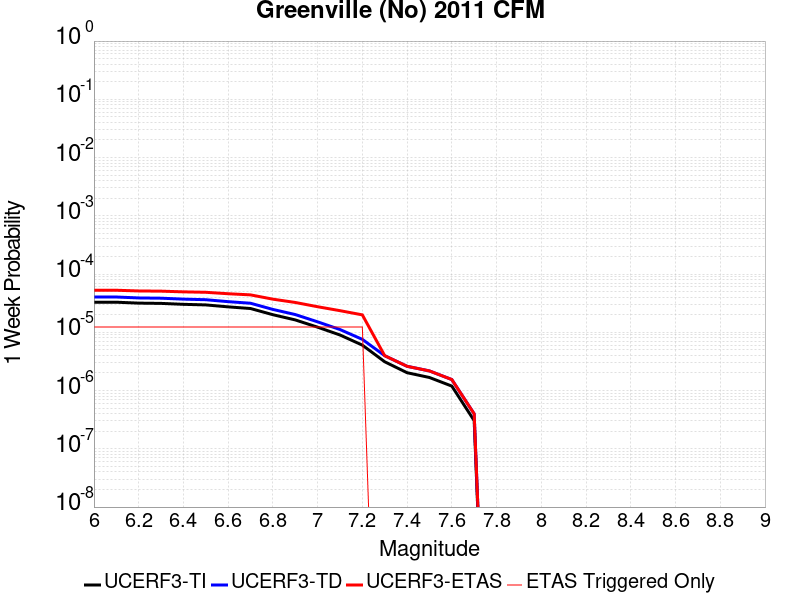 Greenville (No) 2011 CFM
10 0
10 -1
10 -2
10 -3
10 -4
10 -5
10 -6
10 -7
10 -8
1 Week Probability
6 6.2 6.4 6.6 6.8 7 7.2 7.4 7.6 7.8 8 8.2 8.4 8.6 8.8 9
Magnitude
UCERF3-TI UCERF3-TD UCERF3-ETAS ETAS Triggered Only